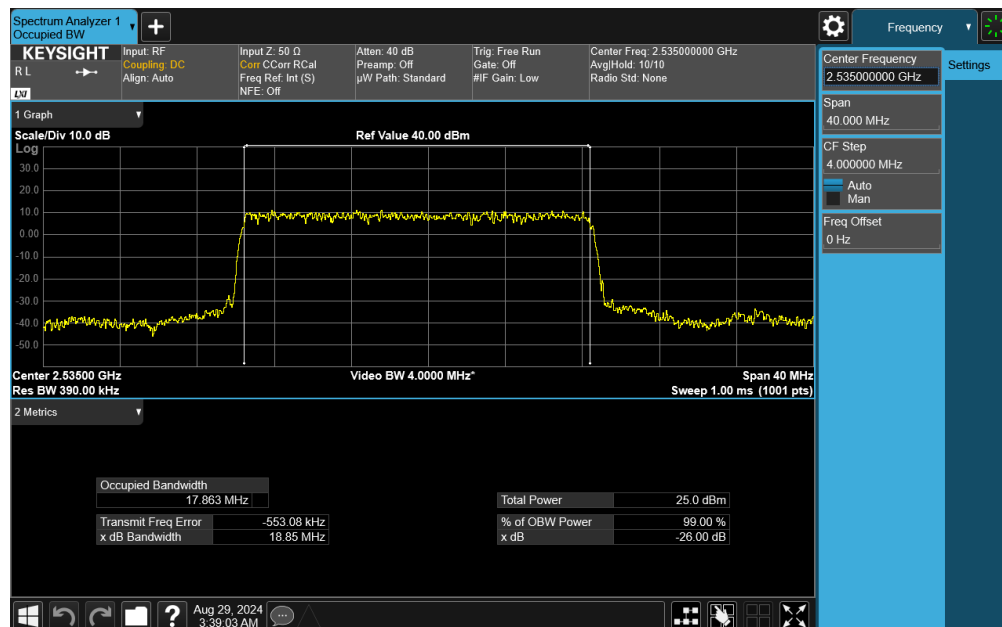 Spectrum Analyzer 1
Occupied BW
+
Frequency
KEYSIGHT
R L
LXI
Input: RF
Coupling: DC
Align: Auto
Input Z: 50 Ω
Corr CCorr RCal
Freq Ref: Int (S)
NFE: Off
Atten: 40 dB
Preamp: Off
µW Path: Standard
Trig: Free Run
Gate: Off
#IF Gain: Low
Center Freq: 2.535000000 GHz
Avg|Hold: 10/10
Radio Std: None
Center Frequency
2.535000000 GHz
Settings
Span
40.000 MHz
CF Step
4.000000 MHz
Auto
Man
Freq Offset
0 Hz
1 Graph
Scale/Div 10.0 dB
Ref Value 40.00 dBm
Log
30.0
20.0
10.0
0.00
-10.0
-20.0
-30.0
-40.0
-50.0
Center 2.53500 GHz
Video BW 4.0000 MHz*
Span 40 MHz
Res BW 390.00 kHz
Sweep 1.00 ms (1001 pts)
2 Metrics
Occupied Bandwidth
17.863 MHz
Total Power 25.0 dBm
Transmit Freq Error -553.08 kHz
% of OBW Power 99.00 %
x dB Bandwidth 18.85 MHz
x dB -26.00 dB
?
Aug 29, 2024
3:39:03 AM